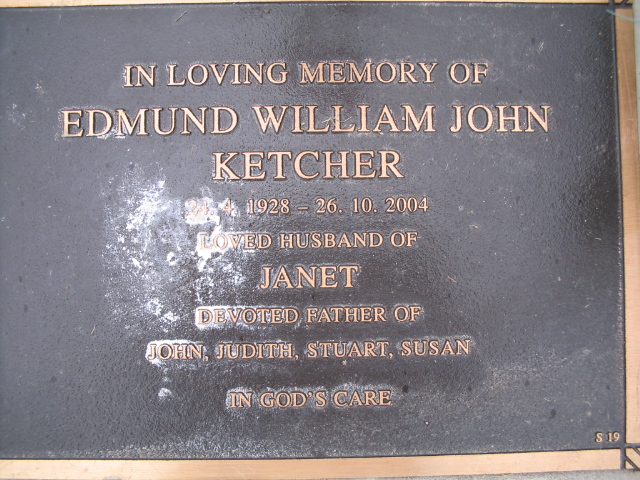 IN LOVING MEMORY OF
EDMUND WILLIAM JOHN
KETCHER
24. 4. 1928 – 26. 10. 2004
LOVED HUSBAND OF
JANET
DEVOTED FATHER OF
JOHN, JUDITH, STUART, SUSAN
IN GOD'S CARE
S 19